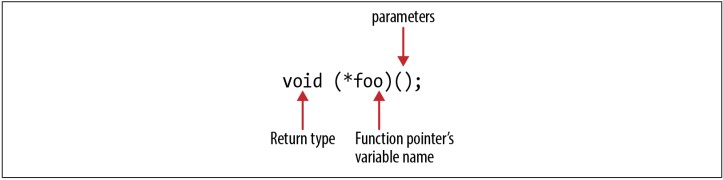 parameters
void (*foo)();
Return type
Function pointer's
variable name